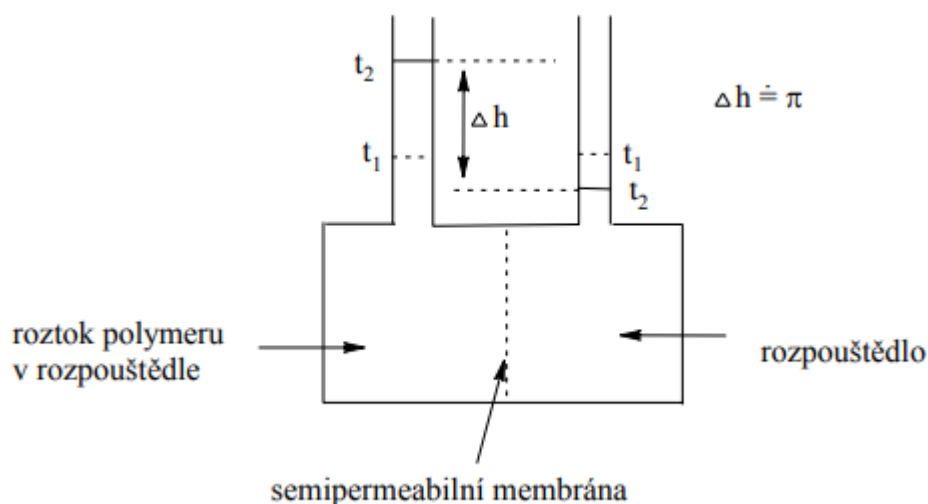 t₂
Δh
Δh ≐ π
t₁
t₁
t₂
roztok polymeru
v rozpouštědle
rozpouštědlo
semipermeabilní membrána